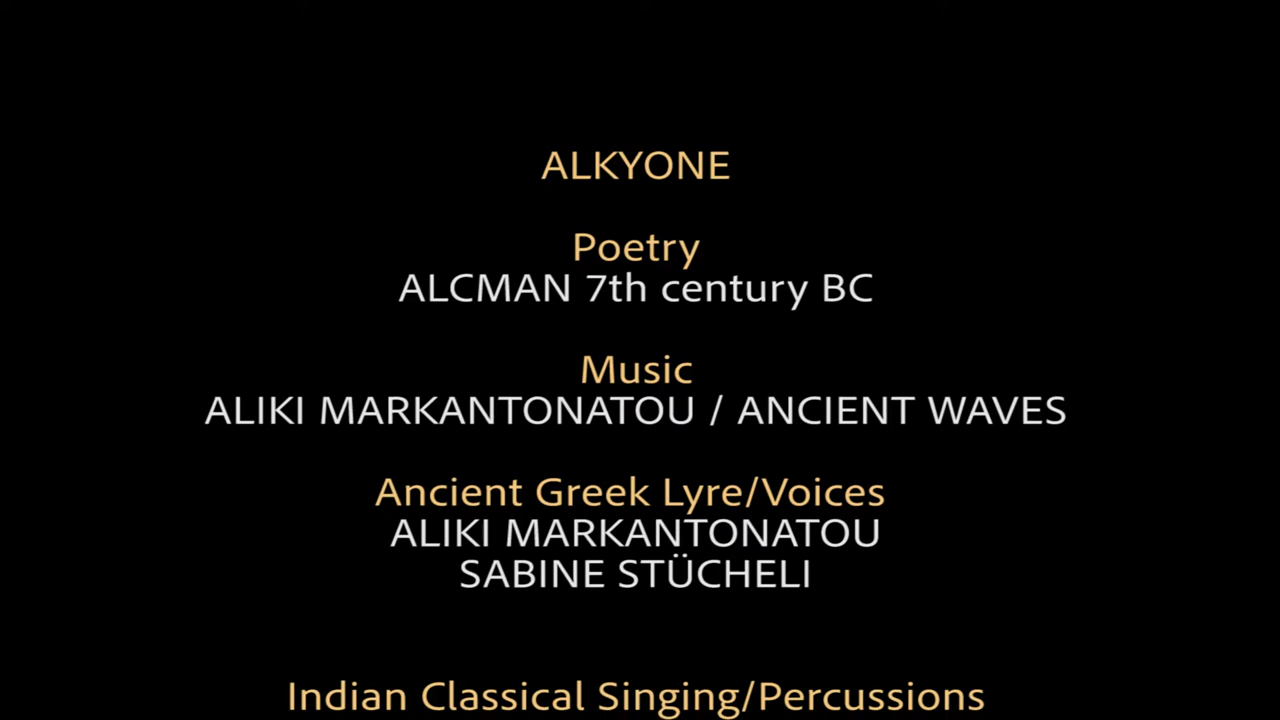 ALKYONE
Poetry
ALCMAN 7th century BC
Music
ALIKI MARKANTONATOU / ANCIENT WAVES
Ancient Greek Lyre/Voices
ALIKI MARKANTONATOU
SABINE STÜCHELI
Indian Classical Singing/Percussions